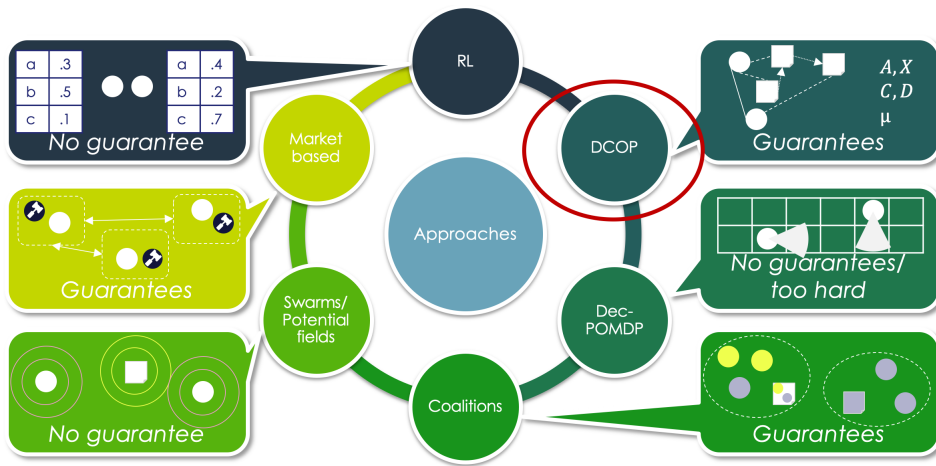 a .3
b .5
c .1
No guarantee
RL
a .4
b .2
c .7
A, X
C, D
μ
Guarantees
Market
based
DCOP
Approaches
Guarantees
No guarantees/
too hard
Swarms/
Potential
fields
Dec-
POMDP
No guarantee
Coalitions
Guarantees